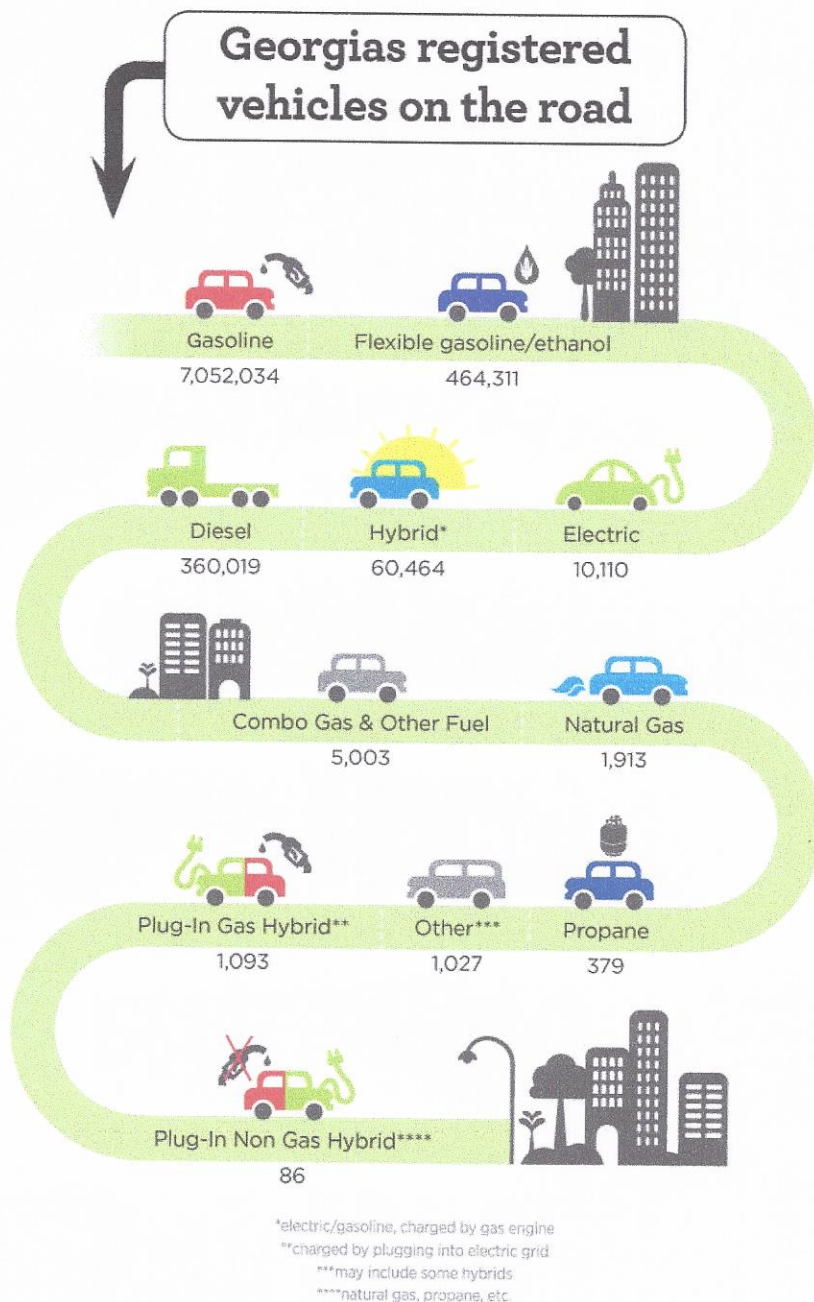 Georgias registered
vehicles on the road
Gasoline
7,052,034
Flexible gasoline/ethanol
464,311
Diesel
360,019
Hybrid*
60,464
Electric
10,110
Combo Gas & Other Fuel
5,003
Natural Gas
1,913
Plug-In Gas Hybrid**
1,093
Other***
1,027
Propane
379
Plug-In Non Gas Hybrid****
86
*electric/gasoline, charged by gas engine
**charged by plugging into electric grid
***may include some hybrids
****natural gas, propane, etc.